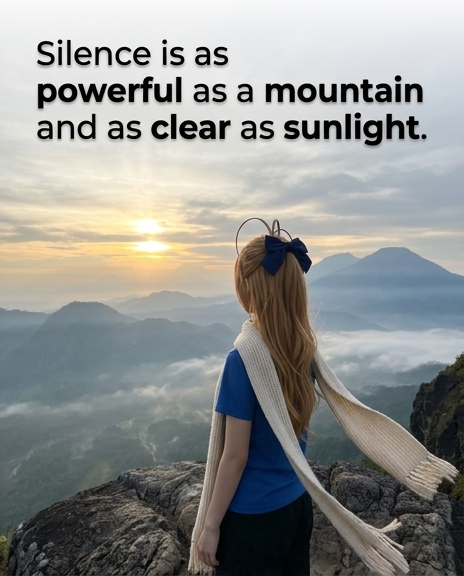 Silence is as
powerful as a mountain
and as clear as sunlight.